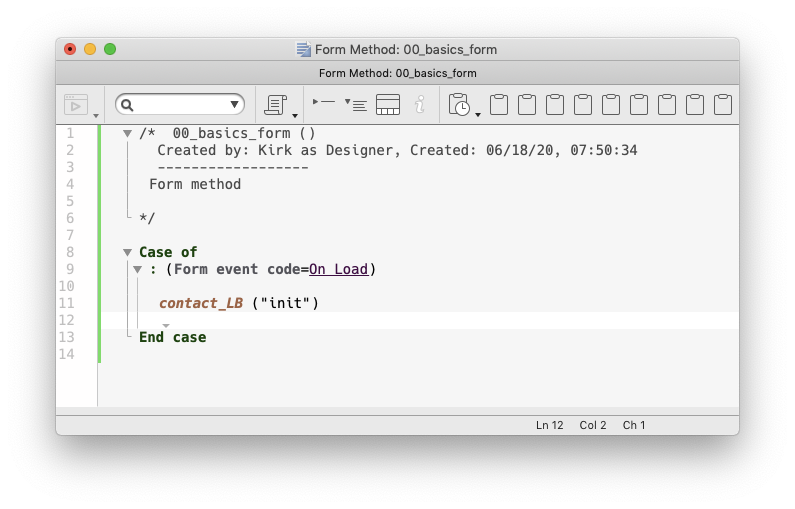 Form Method: 00_basics_form
Form Method: 00_basics_form
1 /* 00_basics_form ()
2 Created by: Kirk as Designer, Created: 06/18/20, 07:50:34
3 ------------------
4 Form method
5
6 */
7
8 Case of
9 : (Form event code=On Load)
10
11 contact_LB ("init")
12
13 End case
14
Ln 12 Col 2 Ch 1